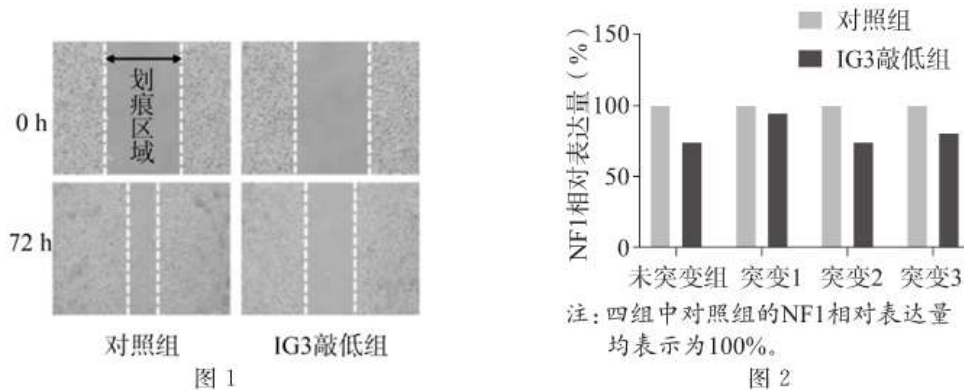 划痕区域
0 h
72 h
对照组
IG3敲低组
图 1
对照组
IG3敲低组
NF1相对表达量（%）
150
100
50
0
未突变组
突变1
突变2
突变3
注：四组中对照组的NF1相对表达量
均表示为100%。
图 2